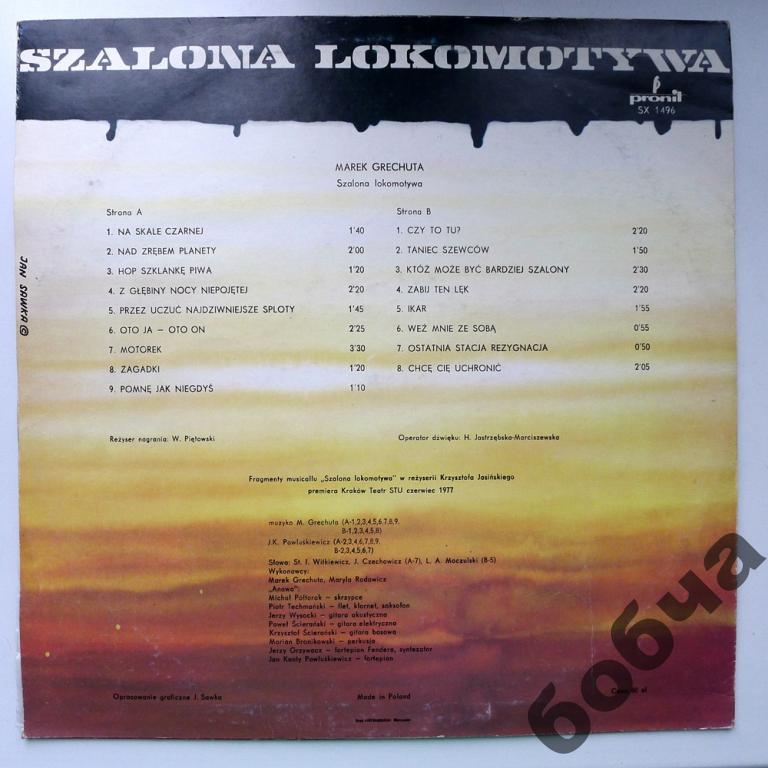 SZALONA LOKOMOTYWA
pronit
SX 1496
MAREK GRECHUTA
Szalona lokomotywa
Strona A
1. NA SKALE CZARNEJ 1'40
2. NAD ZRĘBEM PLANETY 2'00
3. HOP SZKLANKĘ PIWA 1'20
4. Z GŁĘBINY NOCY NIEPOJĘTEJ 2'20
5. PRZEZ UCZUĆ NAJDZIWNIEJSZE SPLOTY 1'45
6. OTO JA – OTO ON 2'25
7. MOTOREK 3'30
8. ZAGADKI 1'20
9. POMNĘ JAK NIEGDYŚ 1'10
Strona B
1. CZY TO TU? 2'20
2. TANIEC SZEWCÓW 1'50
3. KTÓŻ MOŻE BYĆ BARDZIEJ SZALONY 2'30
4. ZABIJ TEN LĘK 2'20
5. IKAR 1'55
6. WEŹ MNIE ZE SOBĄ 0'55
7. OSTATNIA STACJA REZYGNACJA 0'50
8. CHCĘ CIĘ UCHRONIĆ 2'05
JAN SAWKA ©
Reżyser nagrania: W. Piętowski
Operator dźwięku: H. Jastrzębska-Marciszewska
Fragmenty musicallu „Szalona lokomotywa" w reżyserii Krzysztofa Jasińskiego
premiera Kraków Teatr STU czerwiec 1977
muzyka M. Grechuta (A-1,2,3,4,5,6,7,8,9.
B-1,2,3,4,5,8)
J.K. Pawluśkiewicz (A-2,3,4,6,7,8,9.
B-2,3,4,5,6,7)
Słowa: St. I. Witkiewicz, J. Czechowicz (A-7), L. A. Moczulski (B-5)
Wykonawcy:
Marek Grechuta, Maryla Rodowicz
„Anawa":
Michał Półtorak – skrzypce
Piotr Techmański – flet, klarnet, saksofon
Jerzy Wysocki – gitara akustyczna
Paweł Ścierański – gitara elektryczna
Krzysztof Ścierański – gitara basowa
Marian Bronikowski – perkusja
Jerzy Grzywacz – fortepian Fendera, syntezator
Jan Kanty Pawluśkiewicz – fortepian
Opracowanie graficzne J. Sawka
Made in Poland
Cena 90 zł
бобча